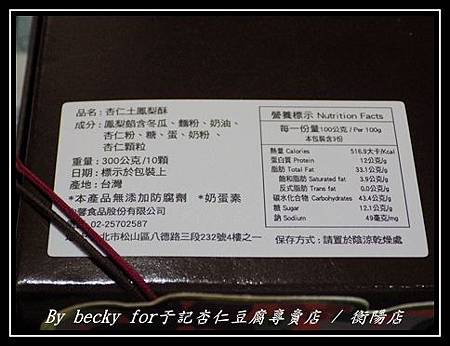 品名：杏仁土鳳梨酥
成分：鳳梨餡含冬瓜、麵粉、奶油、
杏仁粉、糖、蛋、奶粉、
杏仁顆粒
重量：300公克/10顆
日期：標示於包裝上
產地：台灣
*本產品無添加防腐劑 *奶蛋素
馨食品股份有限公司
02-25702587
北市松山區八德路三段232號4樓之一
營養標示 Nutrition Facts
每一份量100公克/Per 100g
本包裝含3份
熱量 Calories 516.9大卡/Kcal
蛋白質 Protein 12公克/g
脂肪 Total Fat 33.1公克/g
飽和脂肪 Saturated fat 3.9公克/g
反式脂肪 Trans fat 0.0公克/g
碳水化合物 Carbohydrates 43.4公克/g
糖 Sugar 12.1公克/g
鈉 Sodium 49毫克/mg
保存方式：請置於陰涼乾燥處
By becky for于記杏仁豆腐專賣店 / 衡陽店